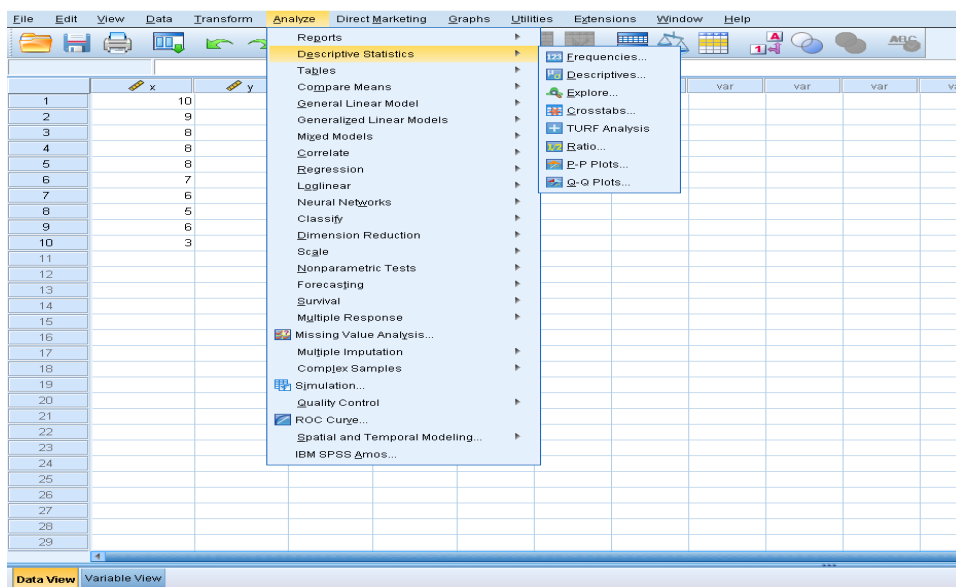 File Edit View Data Transform Analyze Direct Marketing Graphs Utilities Extensions Window Help
Reports
Descriptive Statistics
Tables
Compare Means
General Linear Model
Generalized Linear Models
Mixed Models
Correlate
Regression
Loglinear
Neural Networks
Classify
Dimension Reduction
Scale
Nonparametric Tests
Forecasting
Survival
Multiple Response
Missing Value Analysis...
Multiple Imputation
Complex Samples
Simulation...
Quality Control
ROC Curve...
Spatial and Temporal Modeling...
IBM SPSS Amos...
Frequencies...
Descriptives...
Explore...
Crosstabs...
TURF Analysis
Ratio...
P-P Plots...
Q-Q Plots...
A
1
ABC
x y var var var
1 10
2 9
3 8
4 8
5 8
6 7
7 6
8 5
9 6
10 3
11
12
13
14
15
16
17
18
19
20
21
22
23
24
25
26
27
28
29
Data View Variable View